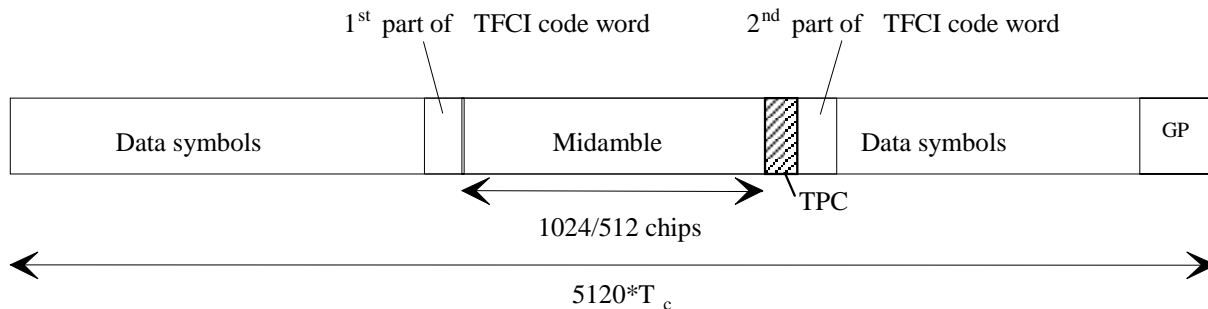 1st part of TFCI code word
2nd part of TFCI code word
Data symbols
Midamble
Data symbols
GP
TPC
1024/512 chips
5120*T c